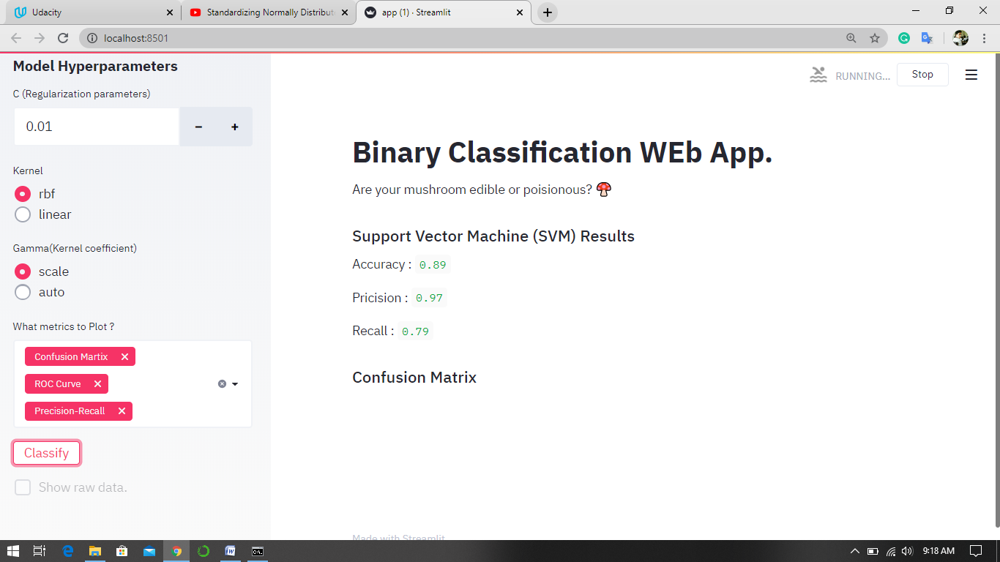 Udacity
Standardizing Normally Distribut
app (1) · Streamlit
localhost:8501
Model Hyperparameters
C (Regularization parameters)
0.01
Kernel
rbf
linear
Gamma(Kernel coefficient)
scale
auto
What metrics to Plot ?
Confusion Martix
ROC Curve
Precision-Recall
Classify
Show raw data.
RUNNING...
Stop
Binary Classification WEb App.
Are your mushroom edible or poisionous?
Support Vector Machine (SVM) Results
Accuracy : 0.89
Pricision : 0.97
Recall : 0.79
Confusion Matrix
Made with Streamlit
9:18 AM